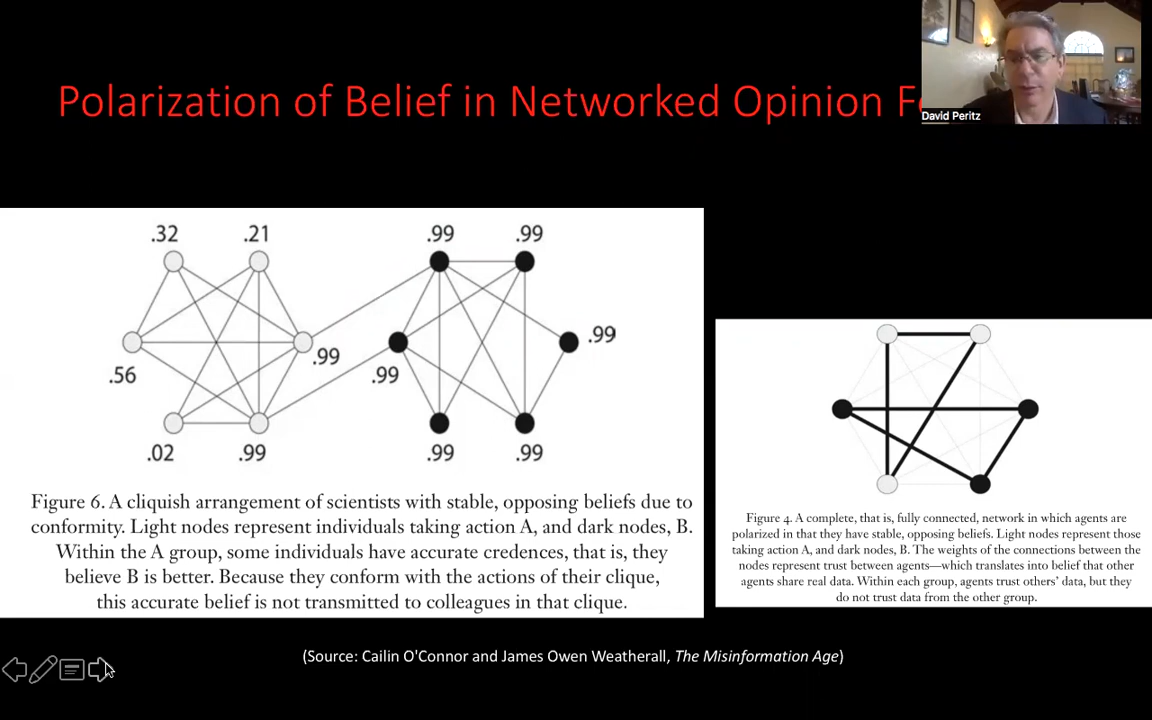 Polarization of Belief in Networked Opinion F
David Peritz
.32 .21 .99 .99
.99
.99
.56
.99
.02 .99 .99 .99
Figure 6. A cliquish arrangement of scientists with stable, opposing beliefs due to
conformity. Light nodes represent individuals taking action A, and dark nodes, B.
Within the A group, some individuals have accurate credences, that is, they
believe B is better. Because they conform with the actions of their clique,
this accurate belief is not transmitted to colleagues in that clique.
Figure 4. A complete, that is, fully connected, network in which agents are
polarized in that they have stable, opposing beliefs. Light nodes represent those
taking action A, and dark nodes, B. The weights of the connections between the
nodes represent trust between agents—which translates into belief that other
agents share real data. Within each group, agents trust others’ data, but they
do not trust data from the other group.
(Source: Cailin O'Connor and James Owen Weatherall, The Misinformation Age)